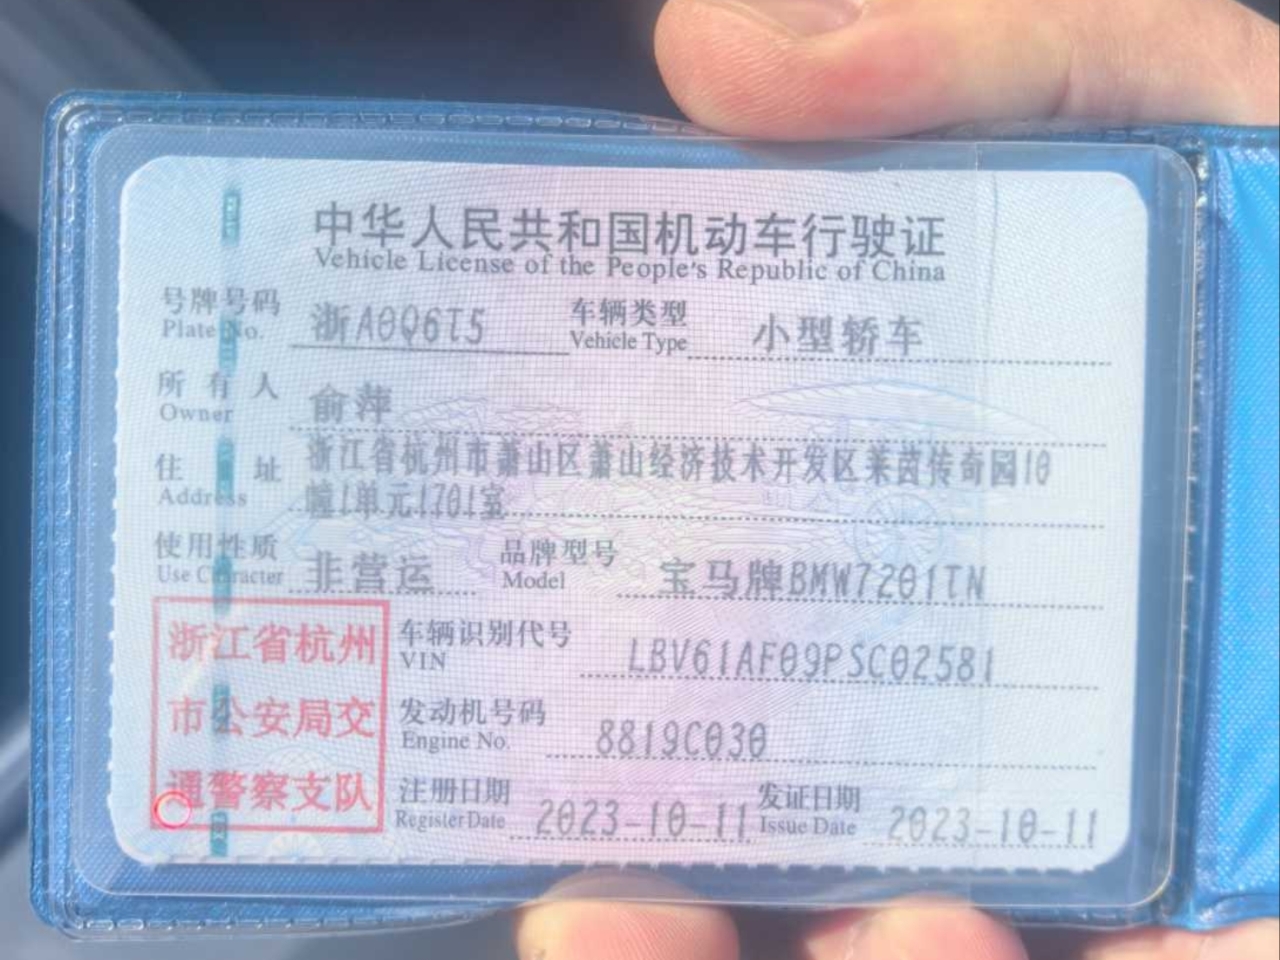 中华人民共和国机动车行驶证
Vehicle License of the People's Republic of China
号牌号码 浙A0Q6T5 车辆类型 小型轿车
Plate No. Vehicle Type
所有人 俞萍
Owner
住址 浙江省杭州市萧山区萧山经济技术开发区莱茵传奇园10
Address 幢1单元1701室
使用性质 非营运 品牌型号 宝马牌BMW7201TN
Use Character Model
浙江省杭州
市公安局交
通警察支队
车辆识别代号 LBV61AF09PSC02581
VIN
发动机号码 8819C030
Engine No.
注册日期 2023-10-11 发证日期 2023-10-11
Register Date Issue Date